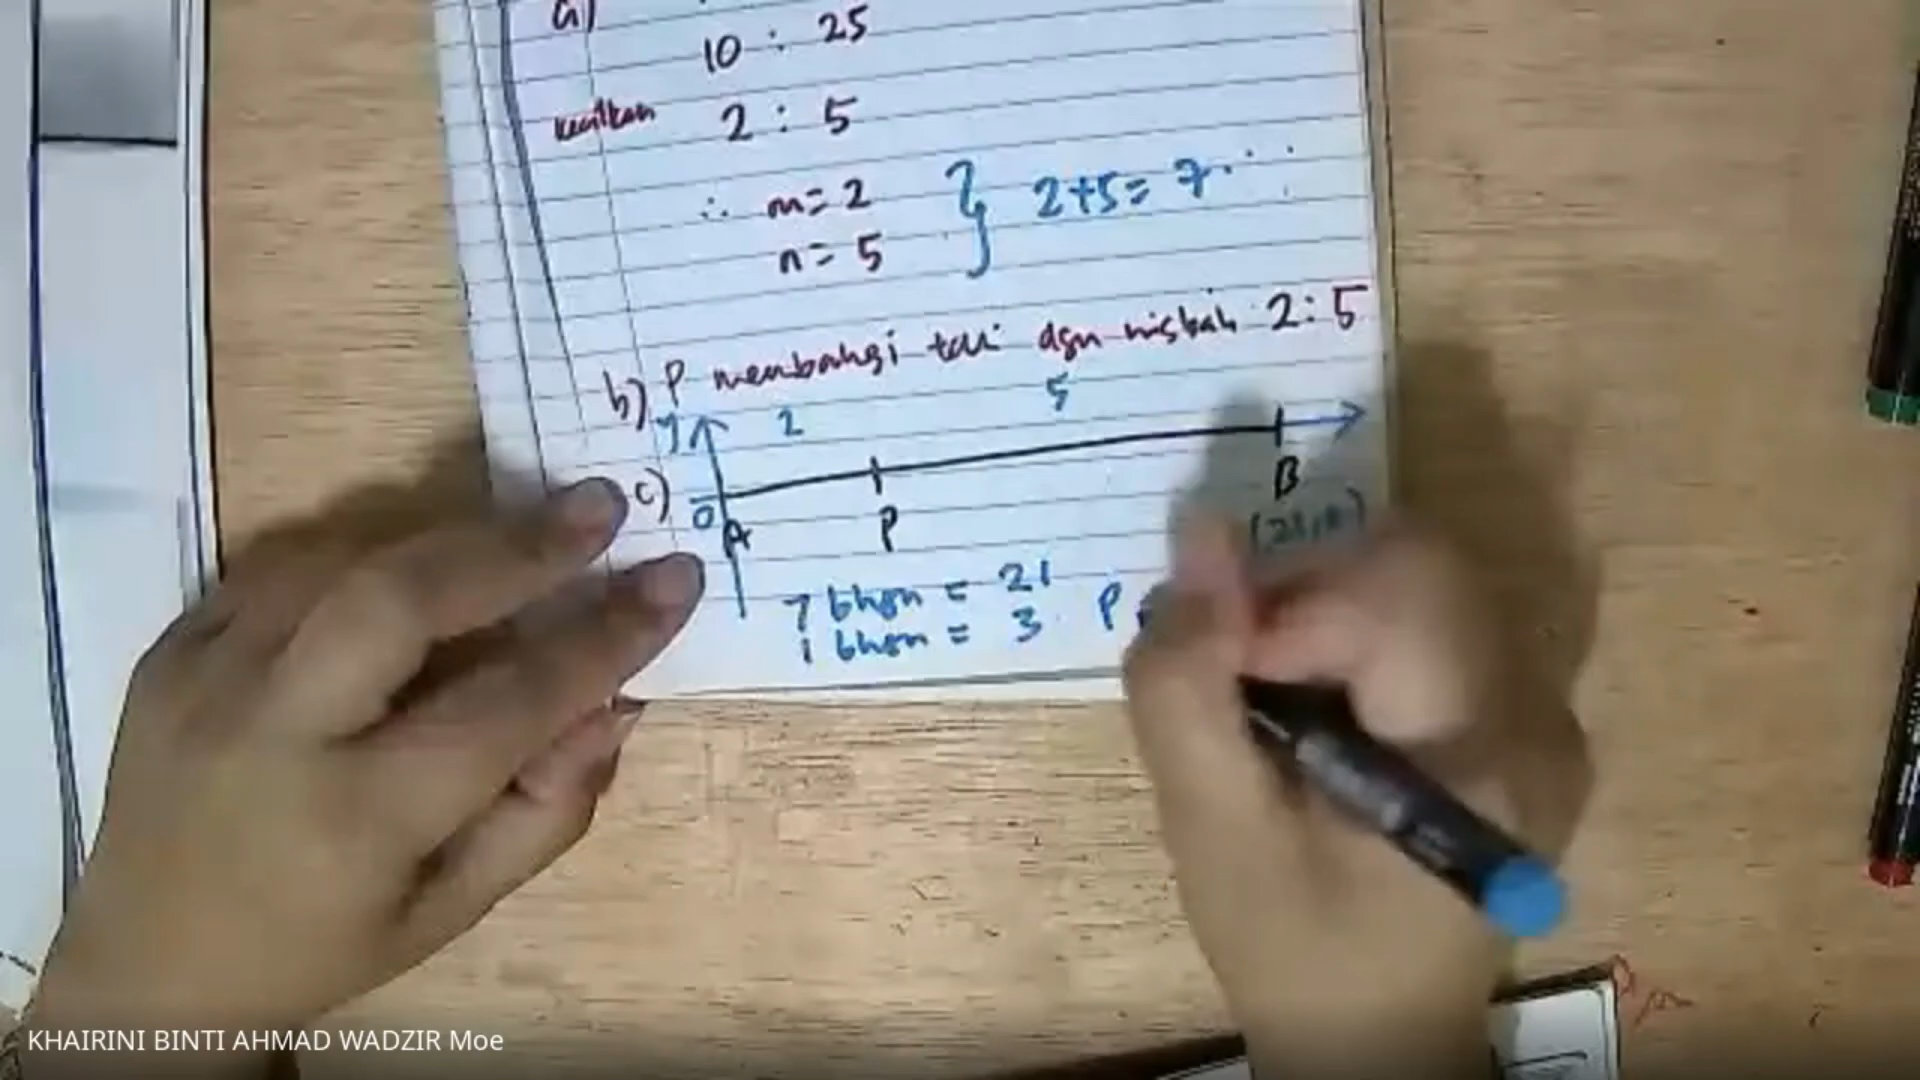 a)
10 : 25
kecilkan 2 : 5
∴ m = 2
n = 5
} 2+5 = 7
b) P membahagi tali dgn nisbah 2 : 5
y 2 5
c)
0 A P B
7 bhgn = 21
1 bhgn = 3 P
KHAIRINI BINTI AHMAD WADZIR Moe